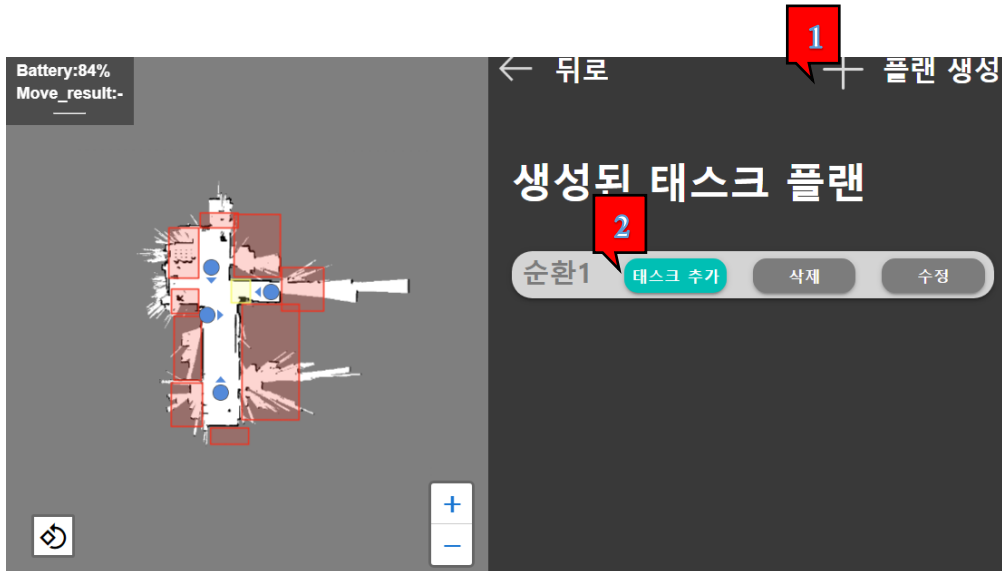 Battery:84%
Move_result:-
← 뒤로
+ 플랜 생성
1
생성된 태스크 플랜
2
순환1 태스크 추가 삭제 수정
+
−